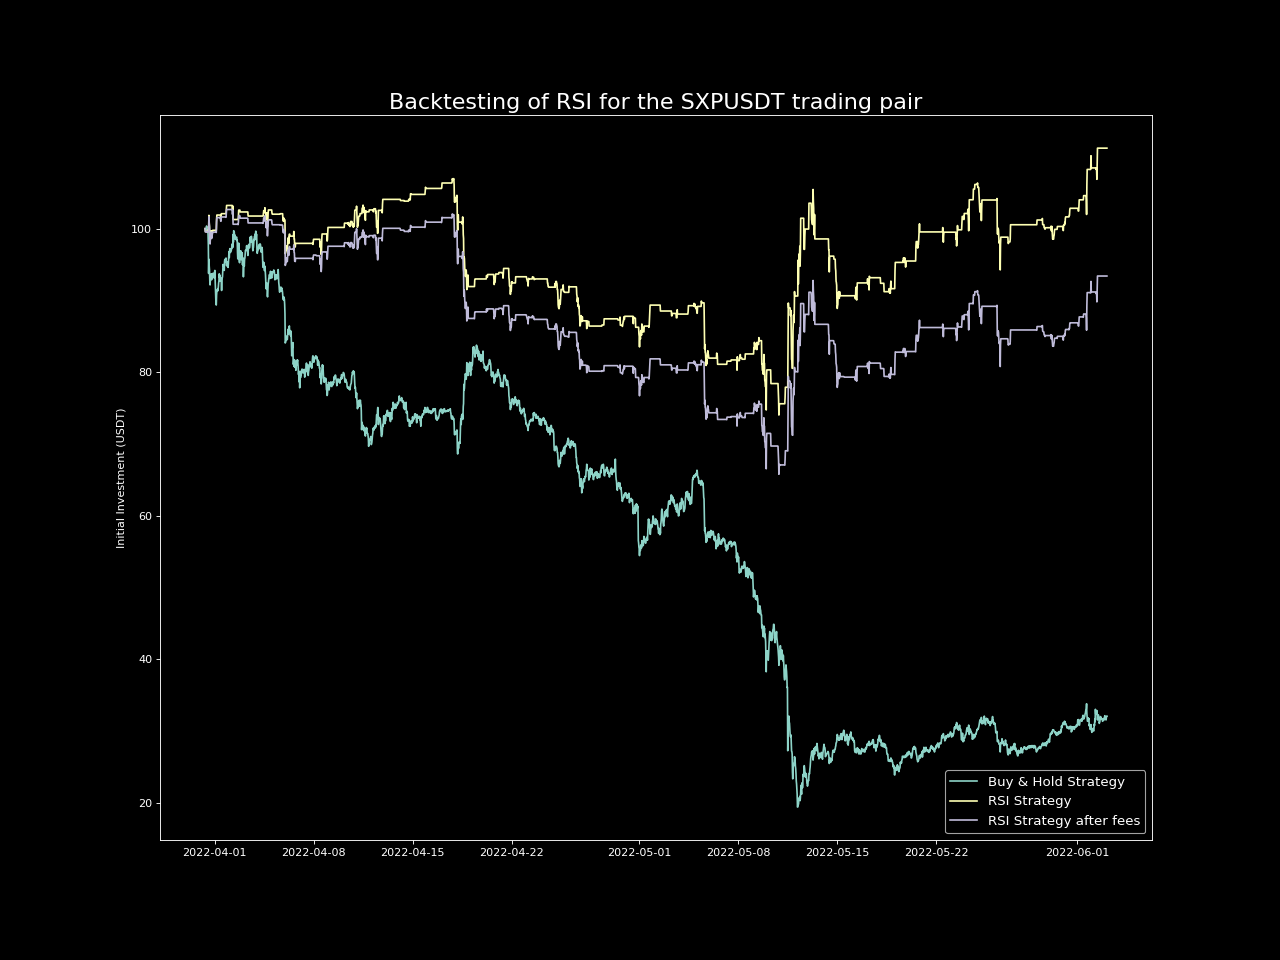 Backtesting of RSI for the SXPUSDT trading pair
Initial Investment (USDT)
100
80
60
40
20
2022-04-01 2022-04-08 2022-04-15 2022-04-22 2022-05-01 2022-05-08 2022-05-15 2022-05-22 2022-06-01
Buy & Hold Strategy
RSI Strategy
RSI Strategy after fees